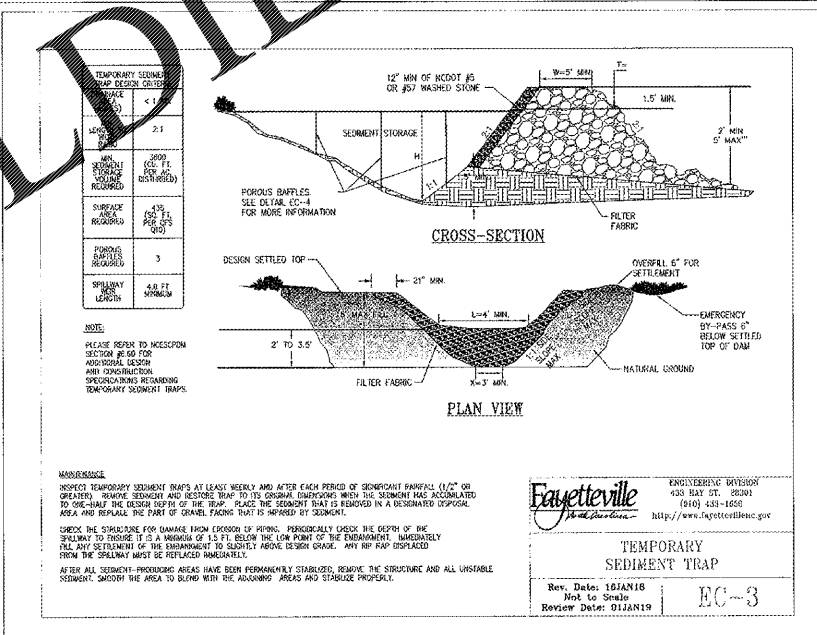 TEMPORARY SEDIMENT
TRAP DESIGN CRITERIA
DRAINAGE
AREA
< 1
2:1
MIN.
SEDIMENT
STORAGE
VOLUME
REQUIRED
3600
(CU. FT.
PER AC.
DISTURBED)
SURFACE
AREA
REQUIRED
435
(SQ. FT.
PER CFS
Q10)
POROUS
BAFFLES
REQUIRED
3
SPILLWAY
WEIR
LENGTH
4.0 FT
MINIMUM
NOTE:
PLEASE REFER TO NCESCPDM
SECTION #6.60 FOR
ADDITIONAL DESIGN
AND CONSTRUCTION
SPECIFICATIONS REGARDING
TEMPORARY SEDIMENT TRAPS.
12" MIN OF NCDOT #5
OR #57 WASHED STONE
W=5' MIN.
1.5' MIN.
SEDIMENT STORAGE
H
1:1
2' MIN
5' MAX
POROUS BAFFLES.
SEE DETAIL EC-4
FOR MORE INFORMATION
FILTER
FABRIC
CROSS-SECTION
DESIGN SETTLED TOP
21" MIN.
OVERFILL 6" FOR
SETTLEMENT
MAX FILL
L=4' MIN.
2' TO 3.5'
EMERGENCY
BY-PASS 6"
BELOW SETTLED
TOP OF DAM
FILTER FABRIC
X=3' MIN.
NATURAL GROUND
PLAN VIEW
MAINTENANCE
INSPECT TEMPORARY SEDIMENT TRAPS AT LEAST WEEKLY AND AFTER EACH PERIOD OF SIGNIFICANT RAINFALL (1/2" OR
GREATER). REMOVE SEDIMENT AND RESTORE TRAP TO ITS ORIGINAL DIMENSIONS WHEN THE SEDIMENT HAS ACCUMULATED
TO ONE-HALF THE DESIGN DEPTH OF THE TRAP. PLACE THE SEDIMENT THAT IS REMOVED IN A DESIGNATED DISPOSAL
AREA AND REPLACE THE PART OF GRAVEL FACING THAT IS IMPAIRED BY SEDIMENT.
CHECK THE STRUCTURE FOR DAMAGE FROM EROSION OF PIPING. PERIODICALLY CHECK THE DEPTH OF THE
SPILLWAY TO ENSURE IT IS A MINIMUM OF 1.5 FT. BELOW THE LOW POINT OF THE EMBANKMENT. IMMEDIATELY
FILL ANY SETTLEMENT OF THE EMBANKMENT TO SLIGHTLY ABOVE DESIGN GRADE. ANY RIP RAP DISPLACED
FROM THE SPILLWAY MUST BE REPLACED IMMEDIATELY.
AFTER ALL SEDIMENT-PRODUCING AREAS HAVE BEEN PERMANENTLY STABILIZED, REMOVE THE STRUCTURE AND ALL UNSTABLE
SEDIMENT. SMOOTH THE AREA TO BLEND WITH THE ADJOINING AREAS AND STABILIZE PROPERLY.
Fayetteville
North Carolina
ENGINEERING DIVISION
433 HAY ST. 28301
(910) 433-1656
http://www.fayettevillenc.gov
TEMPORARY
SEDIMENT TRAP
Rev. Date: 16JAN18
Not to Scale
Review Date: 01JAN19
EC-3